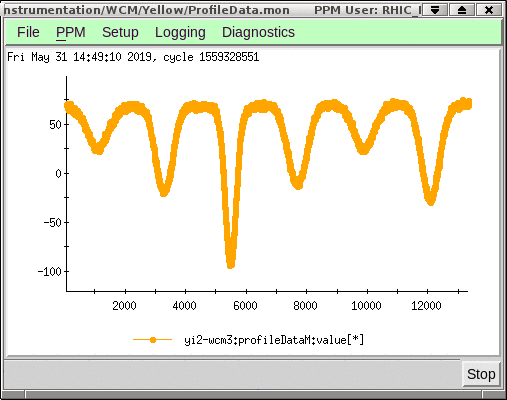 nstrumentation/WCM/Yellow/ProfileData.mon PPM User: RHIC_
File PPM Setup Logging Diagnostics
Fri May 31 14:49:10 2019, cycle 1559328551
50
0
-50
-100
2000 4000 6000 8000 10000 12000
yi2-wcm3:profileDataM:value[*]
Stop